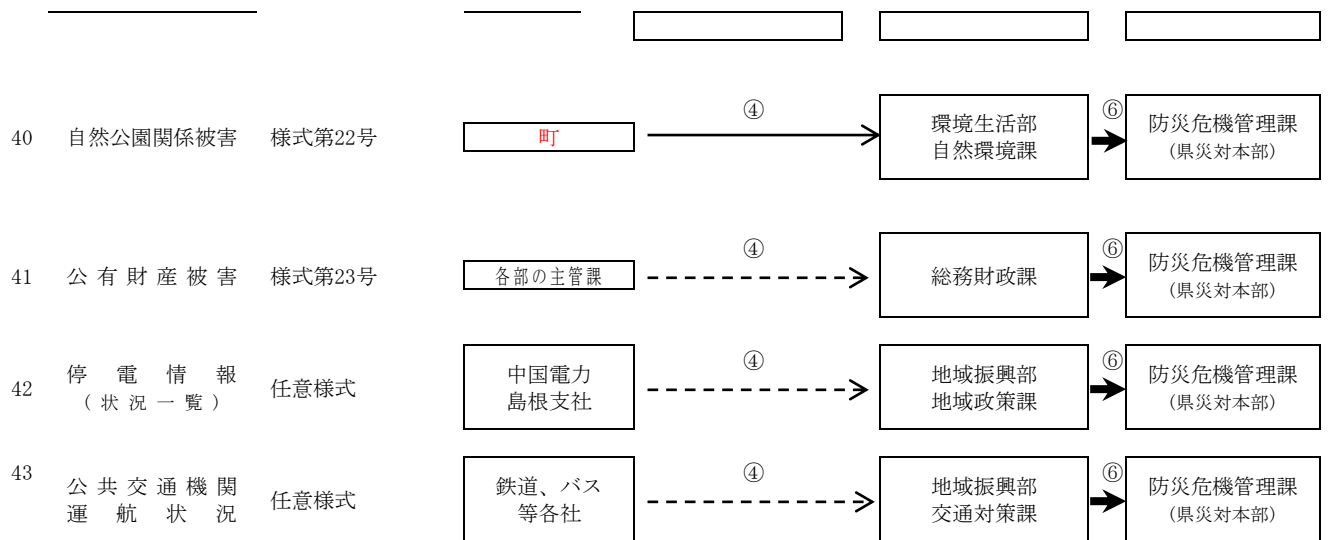 40 自然公園関係被害 様式第22号 町 ④ 環境生活部 自然環境課 ⑥ 防災危機管理課 (県災対本部)
41 公有財産被害 様式第23号 各部の主管課 ④ 総務財政課 ⑥ 防災危機管理課 (県災対本部)
42 停電情報 (状況一覧) 任意様式 中国電力 島根支社 ④ 地域振興部 地域政策課 ⑥ 防災危機管理課 (県災対本部)
43 公共交通機関 運航状況 任意様式 鉄道、バス 等各社 ④ 地域振興部 交通対策課 ⑥ 防災危機管理課 (県災対本部)